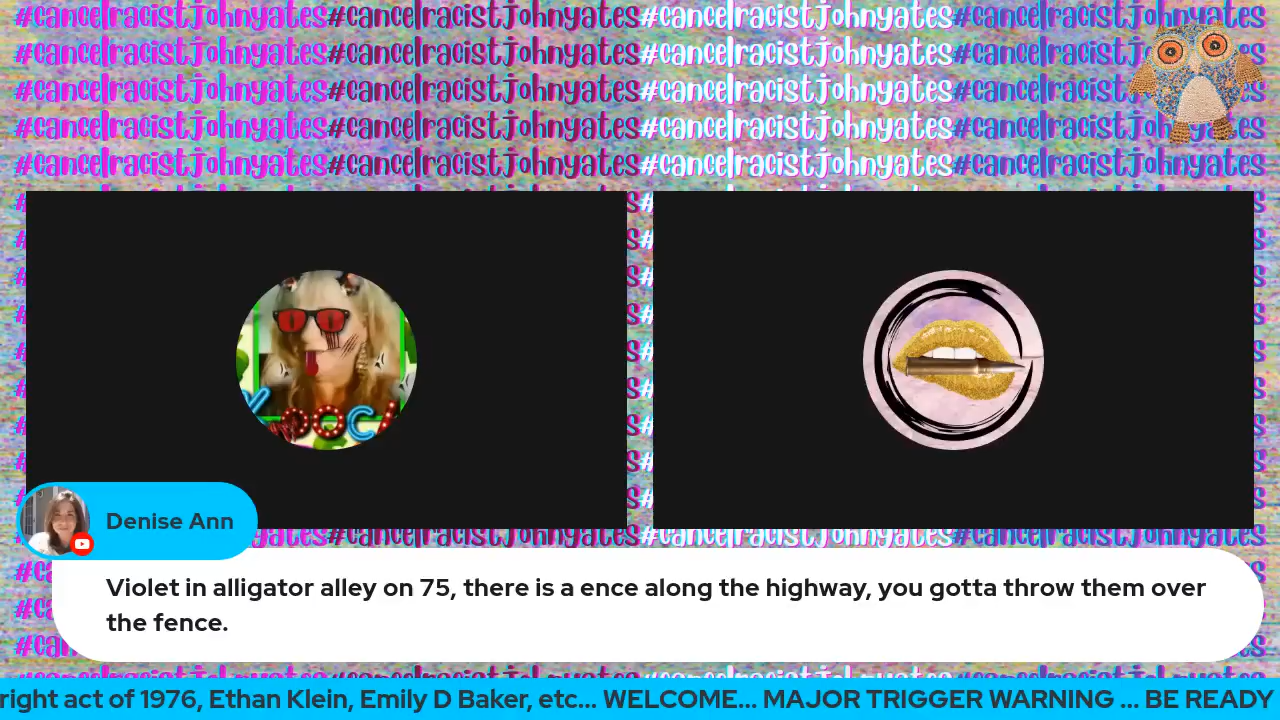 #cancelracistjohnyates#cancelracistjohnyates#cancelracistjohnyates#cancelracistjohnyates
#cancelracistjohnyates#cancelracistjohnyates#cancelracistjohnyates#cancelracistjohnyates
#cancelracistjohnyates#cancelracistjohnyates#cancelracistjohnyates#cancelracistjohnyates
#cancelracistjohnyates#cancelracistjohnyates#cancelracistjohnyates#cancelracistjohnyates
#cancelracistjohnyates#cancelracistjohnyates#cancelracistjohnyates#cancelracistjohnyates
Denise Ann
Violet in alligator alley on 75, there is a ence along the highway, you gotta throw them over
the fence.
right act of 1976, Ethan Klein, Emily D Baker, etc... WELCOME... MAJOR TRIGGER WARNING ... BE READY